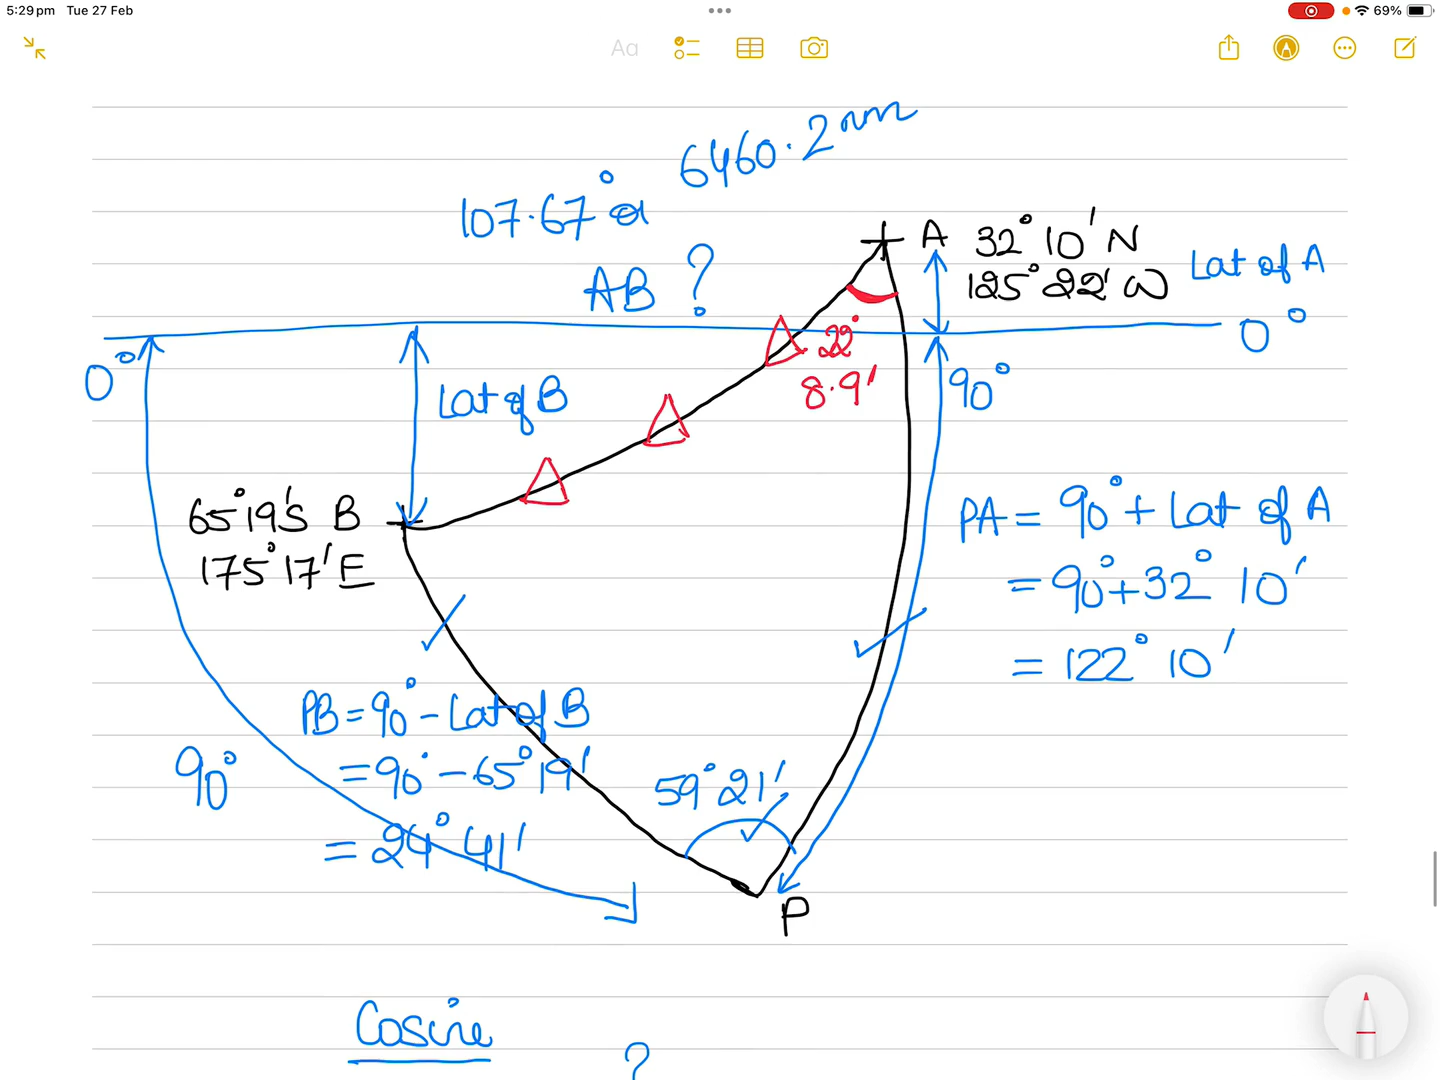 5:29 pm Tue 27 Feb
69%
Aa
6460.2 nm
107.67° or
AB ?
A 32° 10' N
125° 22' W
Lat of A
0°
0°
Lat of B
22°
8.9'
90°
65°19'S B
175°17'E
PA = 90° + Lat of A
= 90° + 32° 10'
= 122° 10'
PB = 90° - Lat of B
= 90° - 65° 19'
= 24° 41'
90°
59° 21'
P
Cosine
?